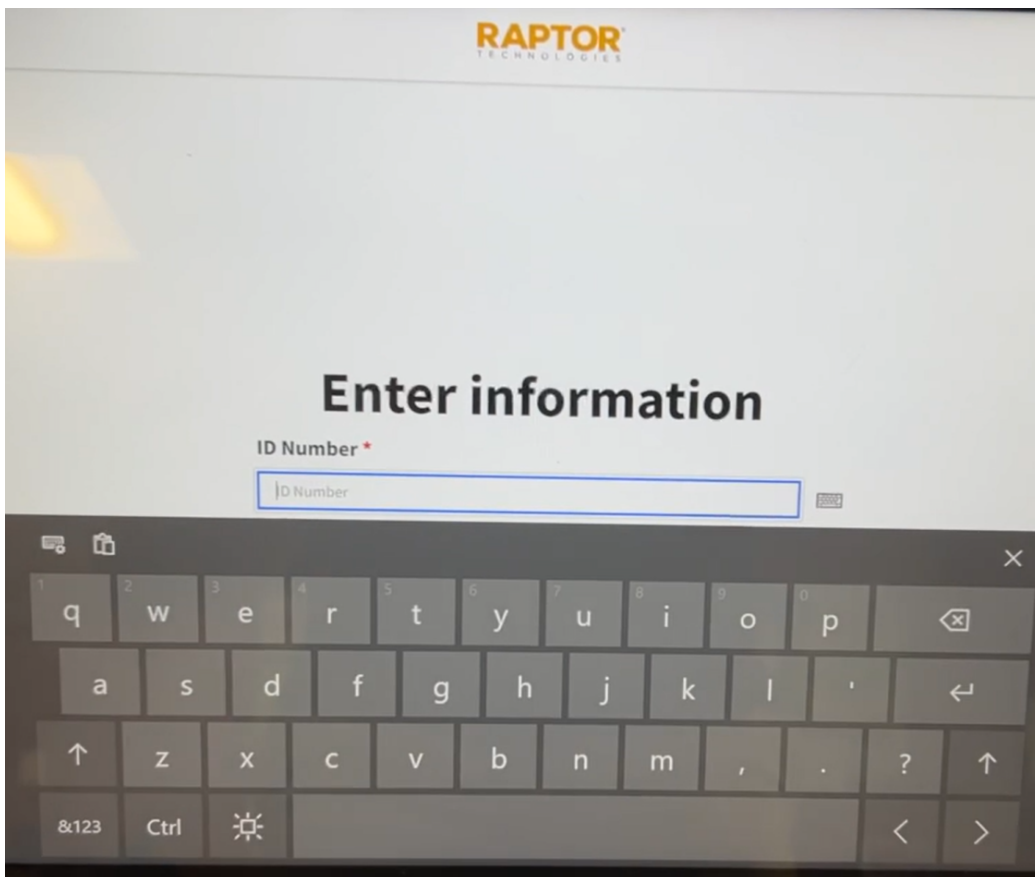 RAPTOR
TECHNOLOGIES
Enter information
ID Number *
ID Number
1 2 3 4 5 6 7 8 9 0
q w e r t y u i o p
a s d f g h j k l '
z x c v b n m , . ?
&123 Ctrl